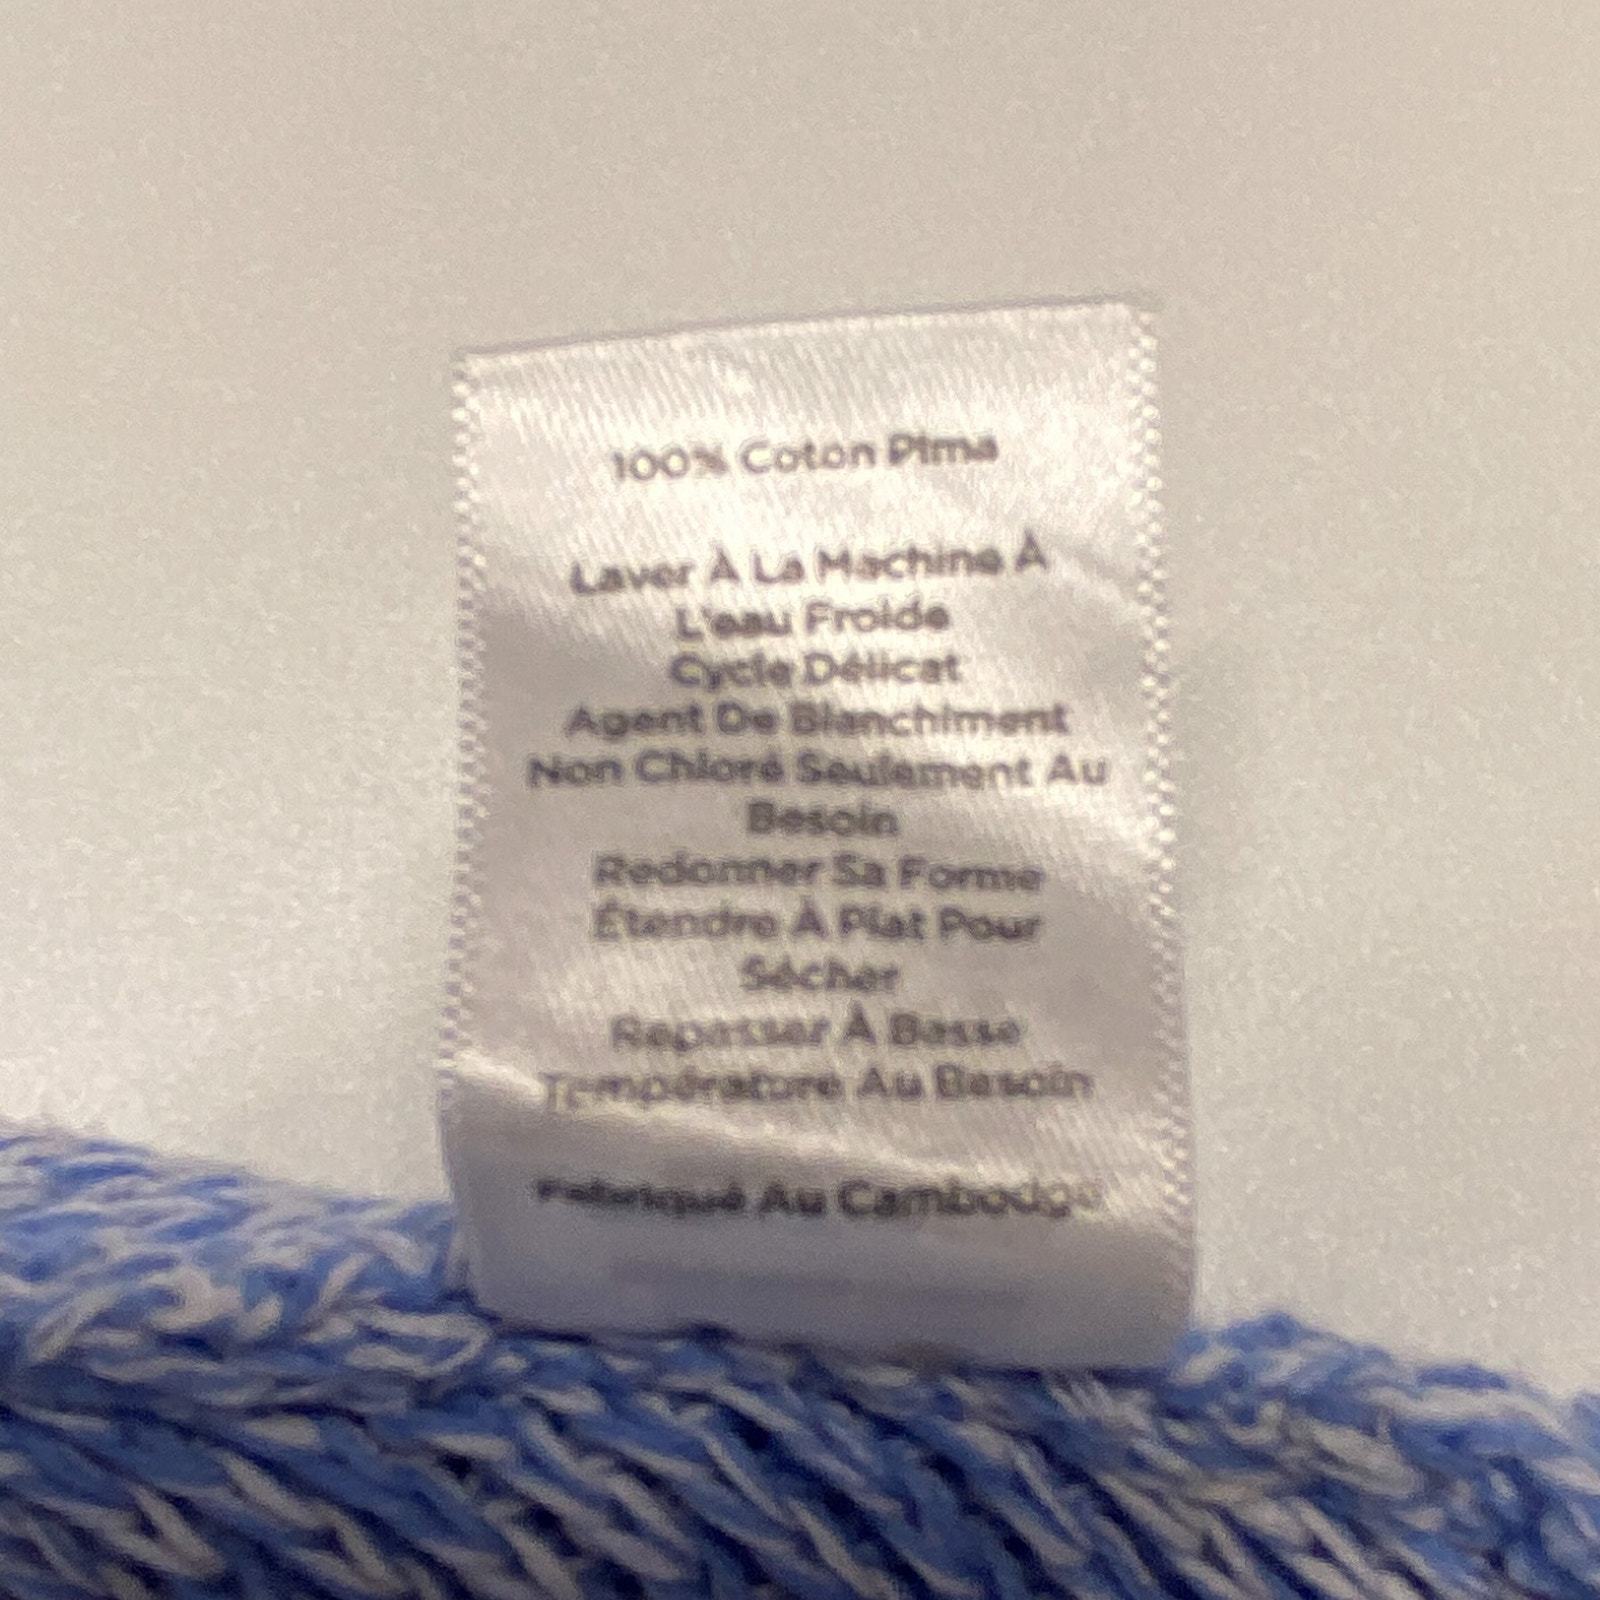 100% Coton Pima
Laver À La Machine À
L'eau Froide
Cycle Délicat
Agent De Blanchiment
Non Chloré Seulement Au
Besoin
Redonner Sa Forme
Étendre À Plat Pour
Sécher
Repasser À Basse
Température Au Besoin
Fabriqué Au Cambodge